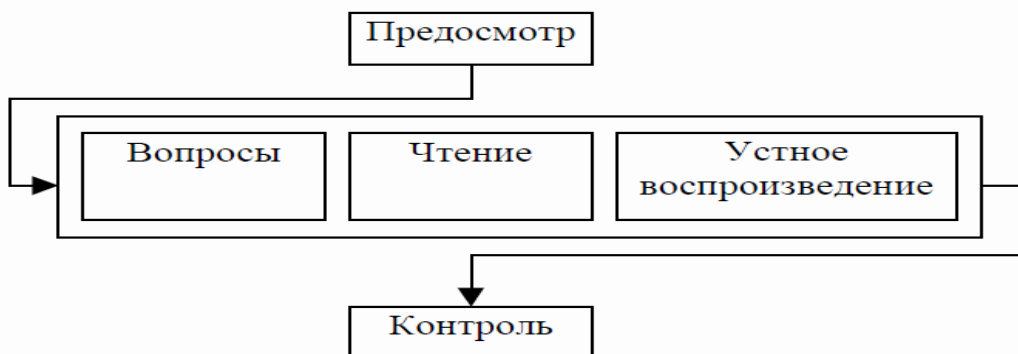 Предосмотр
Вопросы
Чтение
Устное
воспроизведение
Контроль